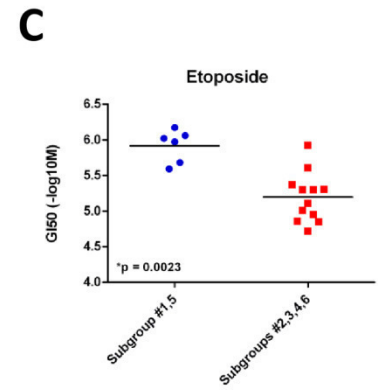 C
Etoposide
GI50 (-log10M)
6.5
6.0
5.5
5.0
4.5
4.0
*p = 0.0023
Subgroup #1,5
Subgroups #2,3,4,6